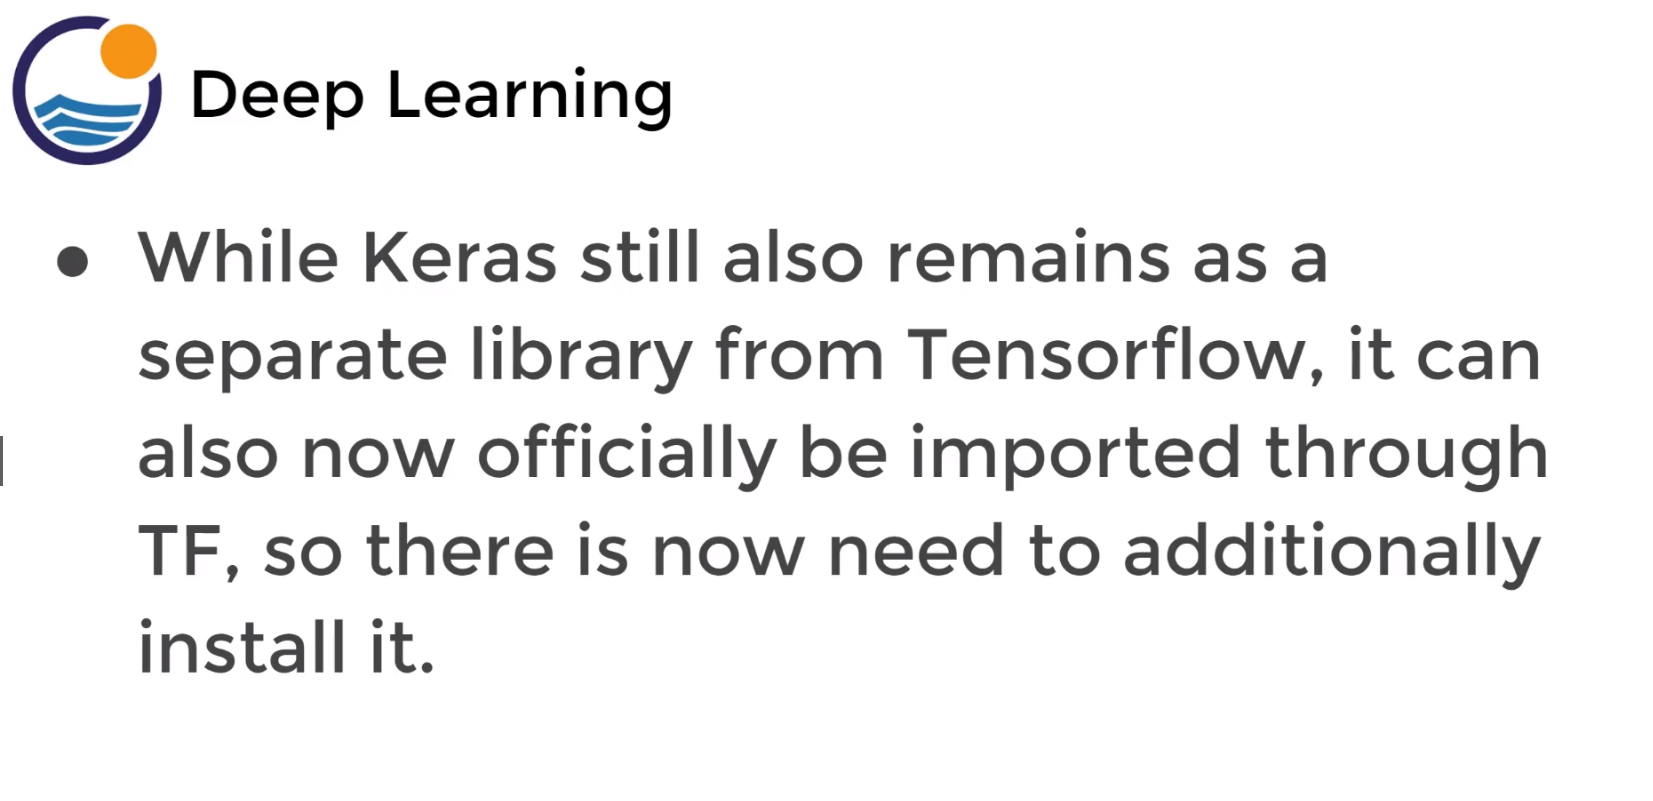 Deep Learning
● While Keras still also remains as a
separate library from Tensorflow, it can
also now officially be imported through
TF, so there is now need to additionally
install it.